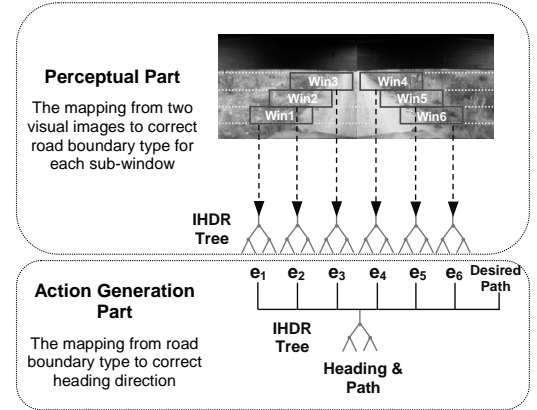 Perceptual Part
The mapping from two
visual images to correct
road boundary type for
each sub-window
Win3
Win4
Win2
Win5
Win1
Win6
IHDR
Tree
Action Generation
Part
The mapping from road
boundary type to correct
heading direction
e1
e2
e3
e4
e5
e6
Desired
Path
IHDR
Tree
Heading &
Path